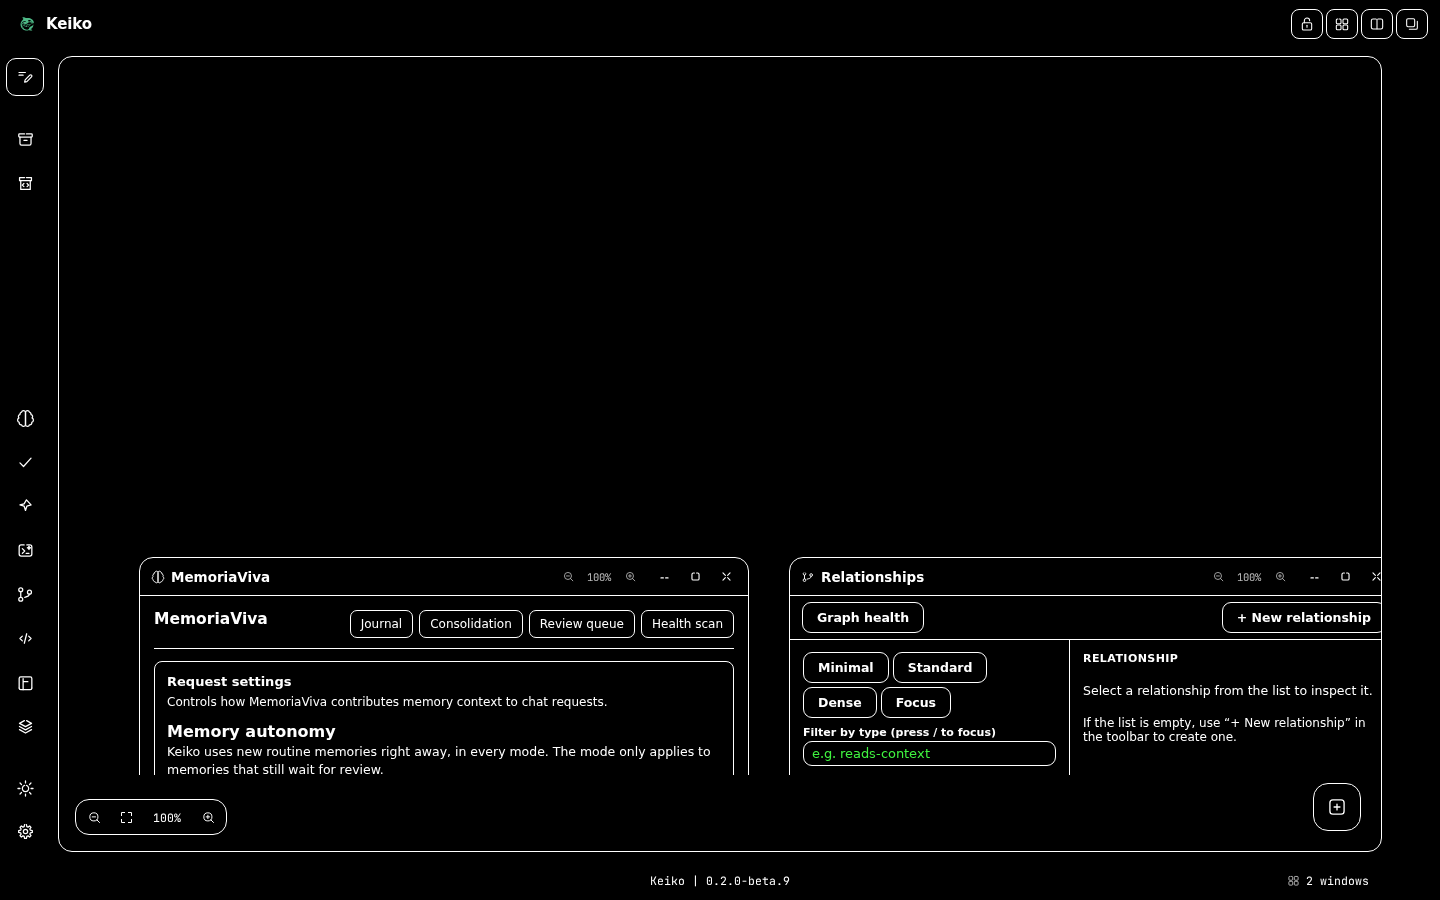 Keiko
MemoriaViva
100%
Relationships
100%
MemoriaViva
Journal
Consolidation
Review queue
Health scan
Graph health
+ New relationship
Request settings
Controls how MemoriaViva contributes memory context to chat requests.
Memory autonomy
Keiko uses new routine memories right away, in every mode. The mode only applies to
memories that still wait for review.
Minimal
Standard
Dense
Focus
Filter by type (press / to focus)
e.g. reads-context
RELATIONSHIP
Select a relationship from the list to inspect it.
If the list is empty, use “+ New relationship” in
the toolbar to create one.
100%
Keiko | 0.2.0-beta.9
2 windows